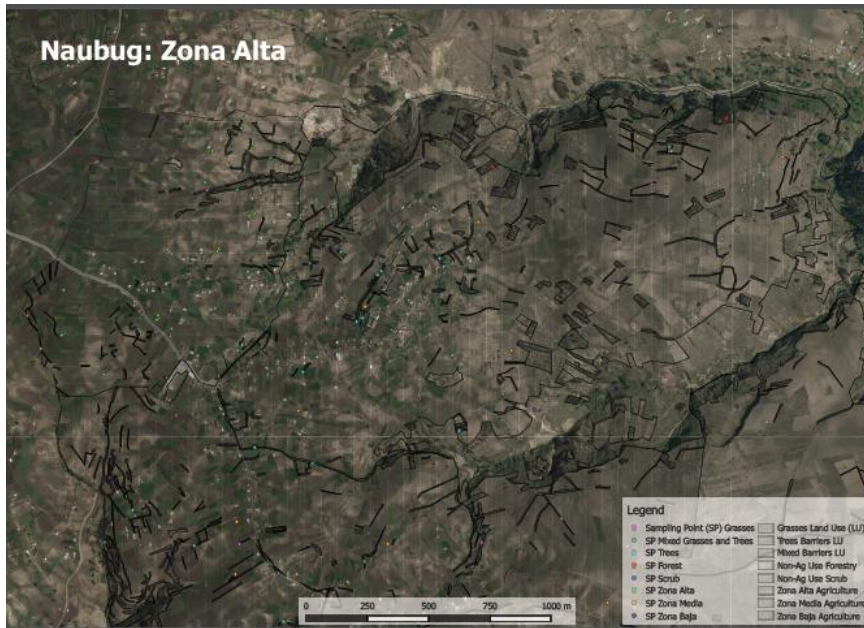 Naubug: Zona Alta
Legend
Sampling Point (SP) Grasses
SP Mixed Grasses and Trees
SP Trees
SP Forest
SP Scrub
SP Zona Alta
SP Zona Media
SP Zona Baja
Grasses Land Use (LU)
Trees Barriers LU
Mixed Barriers LU
Non-Ag Use Forestry
Non-Ag Use Scrub
Zona Alta Agriculture
Zona Media Agriculture
Zona Baja Agriculture
0 250 500 750 1000 m